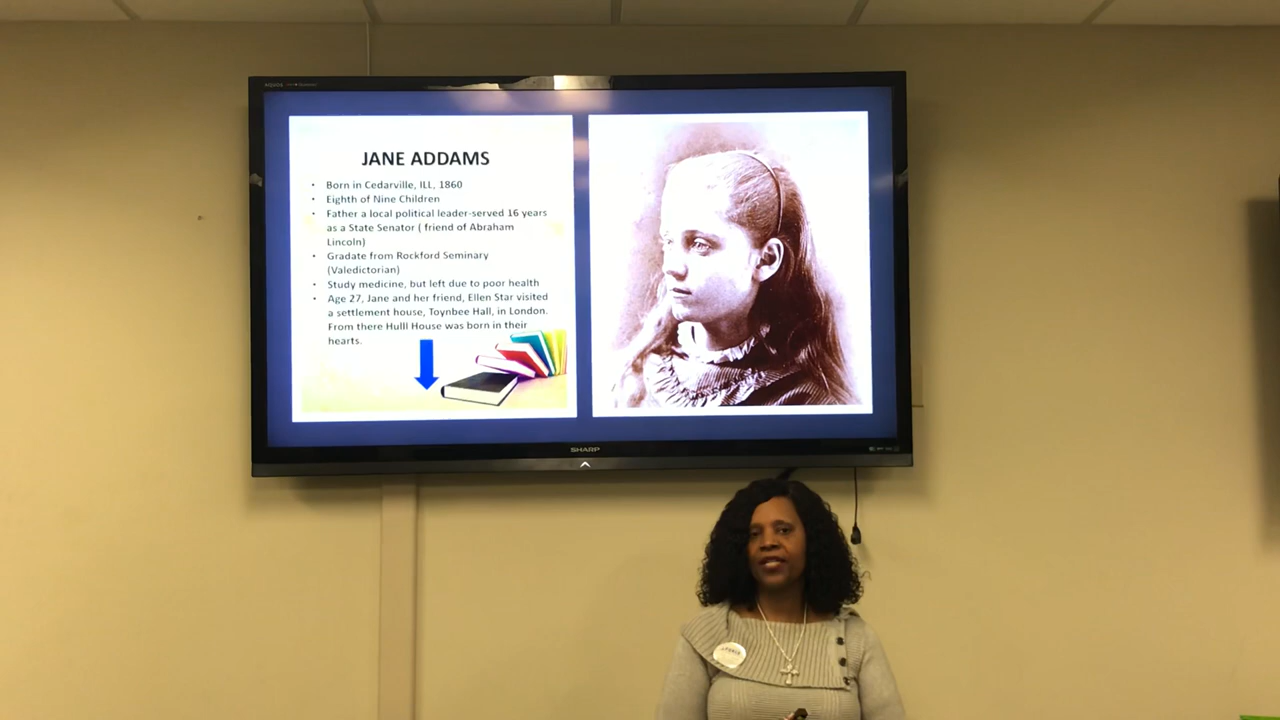 AQUOS
JANE ADDAMS
• Born in Cedarville, ILL, 1860
• Eighth of Nine Children
• Father a local political leader-served 16 years
as a State Senator ( friend of Abraham
Lincoln)
• Gradate from Rockford Seminary
(Valedictorian)
• Study medicine, but left due to poor health
• Age 27, Jane and her friend, Ellen Star visited
a settlement house, Toynbee Hall, in London.
From there Hulll House was born in their
hearts.
SHARP